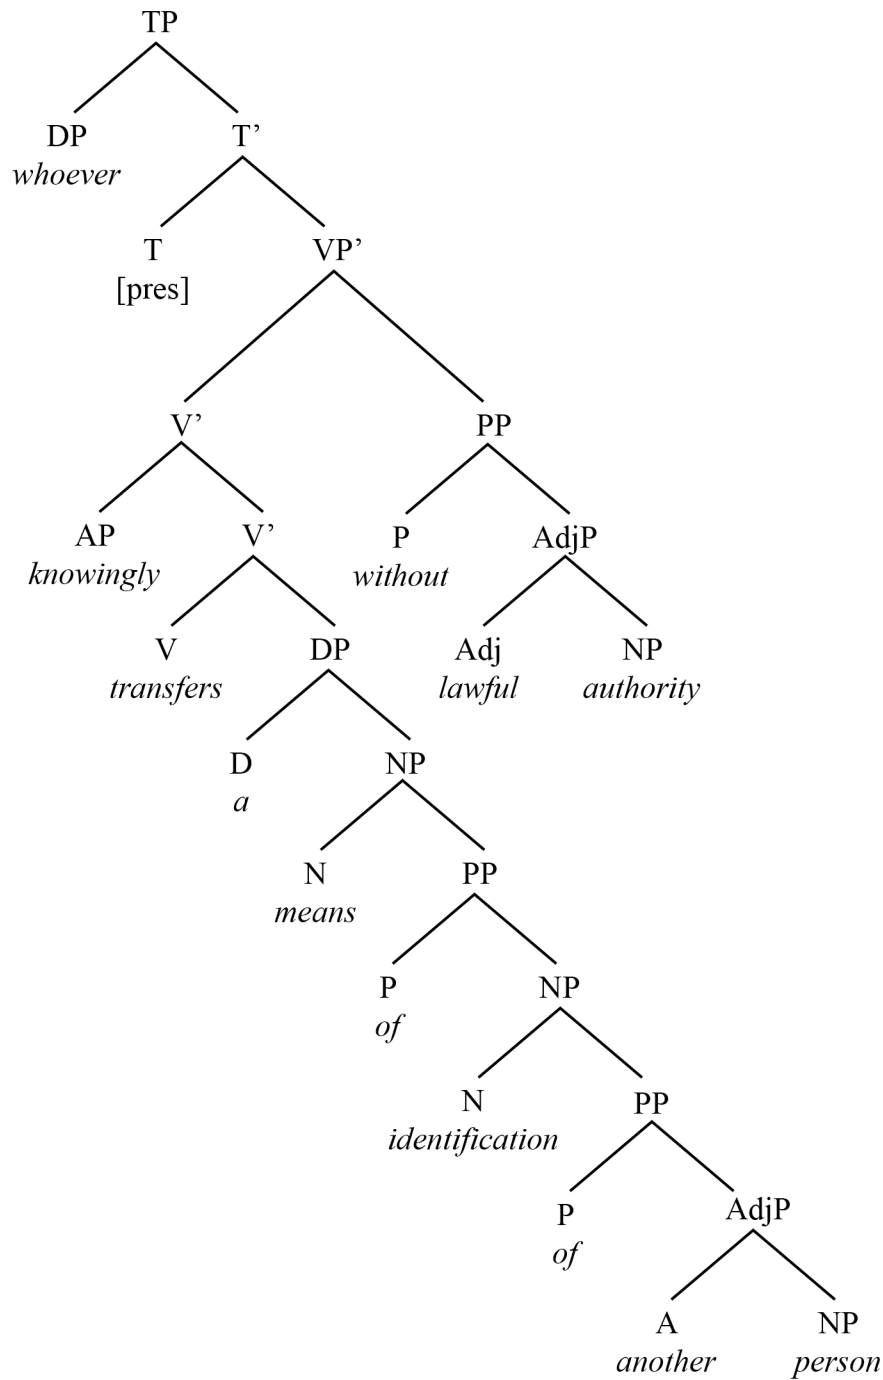 TP
DP T’
whoever
T VP’
[pres]
V’ PP
AP V’ P AdjP
knowingly without
V DP Adj NP
transfers lawful authority
D NP
a
N PP
means
P NP
of
N PP
identification
P AdjP
of
A NP
another person